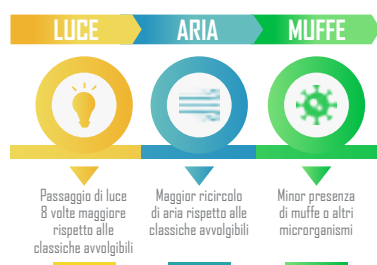 LUCE
ARIA
MUFFE
Passaggio di luce
8 volte maggiore
rispetto alle
classiche avvolgibili
Maggior ricircolo
di aria rispetto alle
classiche avvolgibili
Minor presenza
di muffe o altri
microrganismi